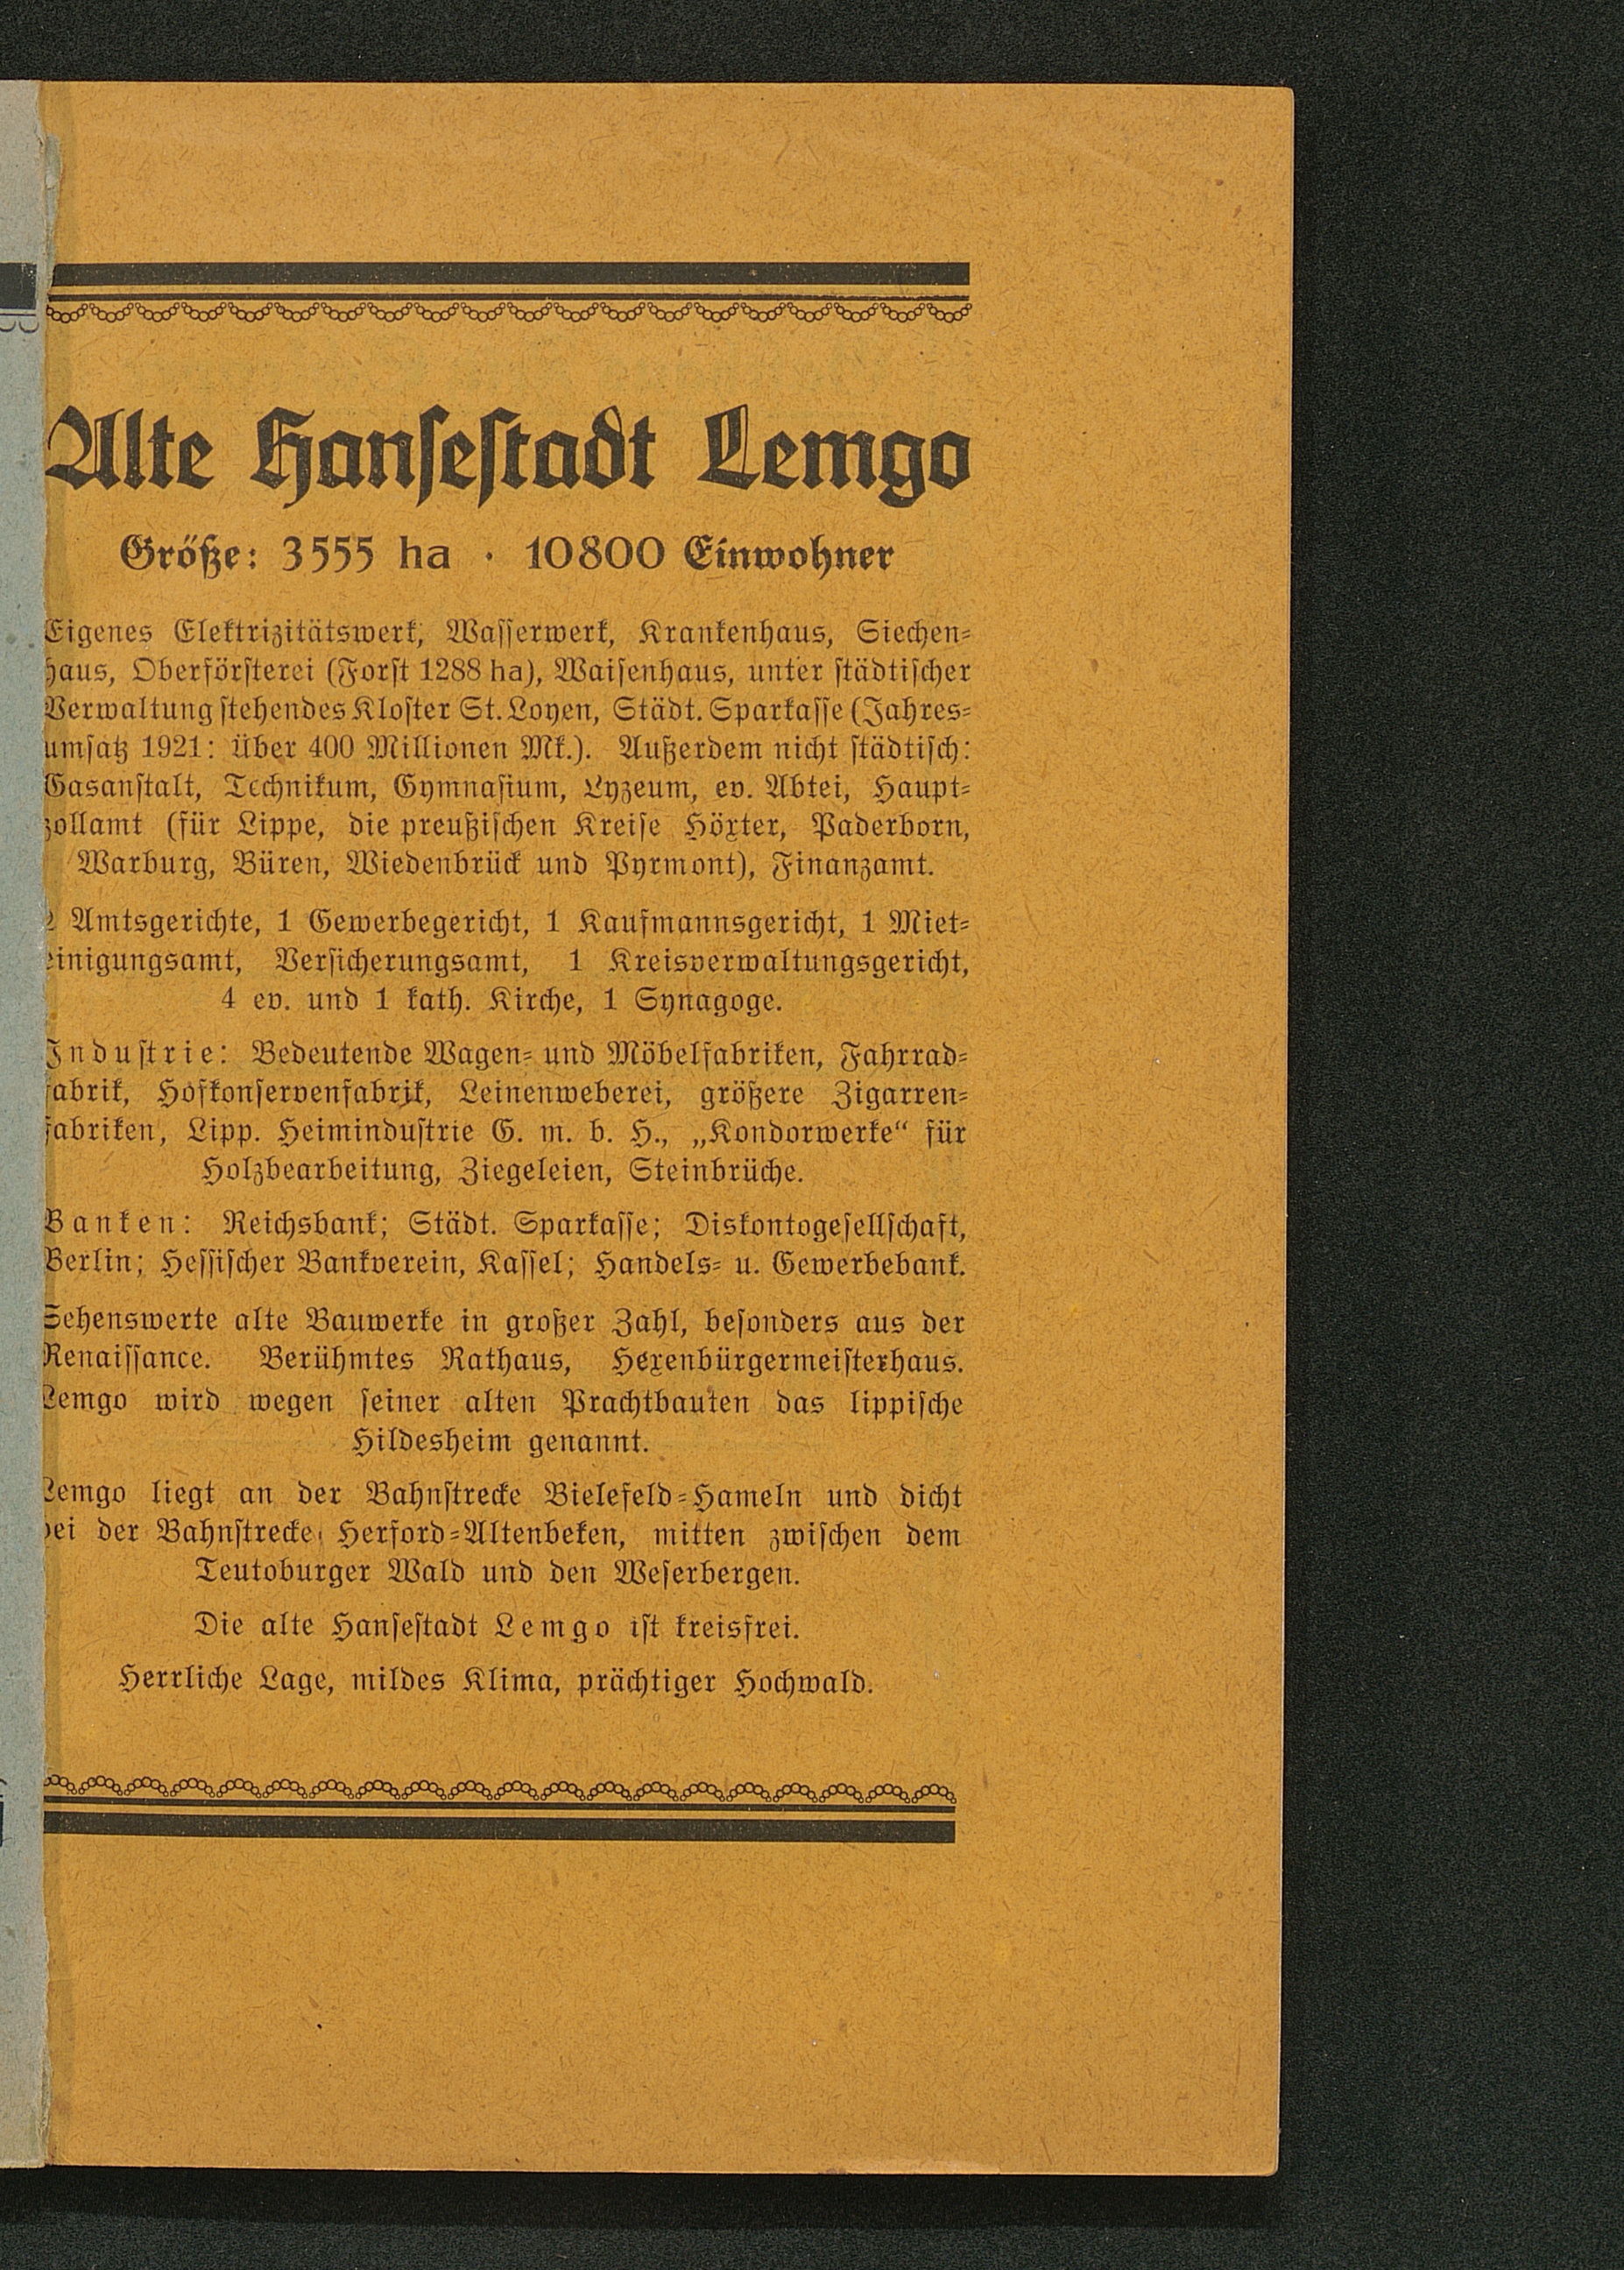 Alte Hansestadt Lemgo
Größe: 3555 ha · 10800 Einwohner
Eigenes Elektrizitätswerk, Wasserwerk, Krankenhaus, Siechen-
haus, Oberförsterei (Forst 1288 ha), Waisenhaus, unter städtischer
Verwaltung stehendes Kloster St. Loyen, Städt. Sparkasse (Jahres-
umsatz 1921: über 400 Millionen Mk.). Außerdem nicht städtisch:
Gasanstalt, Technikum, Gymnasium, Lyzeum, ev. Abtei, Haupt-
zollamt (für Lippe, die preußischen Kreise Höxter, Paderborn,
Warburg, Büren, Wiedenbrück und Pyrmont), Finanzamt.
2 Amtsgerichte, 1 Gewerbegericht, 1 Kaufmannsgericht, 1 Miet-
einigungsamt, Versicherungsamt, 1 Kreisverwaltungsgericht,
4 ev. und 1 kath. Kirche, 1 Synagoge.
Industrie: Bedeutende Wagen- und Möbelfabriken, Fahrrad-
fabrik, Hofkonservenfabrik, Leinenweberei, größere Zigarren-
fabriken, Lipp. Heimindustrie G. m. b. H., „Kondorwerke“ für
Holzbearbeitung, Ziegeleien, Steinbrüche.
Banken: Reichsbank; Städt. Sparkasse; Diskontogesellschaft,
Berlin; Hessischer Bankverein, Kassel; Handels- u. Gewerbebank.
Sehenswerte alte Bauwerke in großer Zahl, besonders aus der
Renaissance. Berühmtes Rathaus, Hexenbürgermeisterhaus.
Lemgo wird wegen seiner alten Prachtbauten das lippische
Hildesheim genannt.
Lemgo liegt an der Bahnstrecke Bielefeld-Hameln und dicht
bei der Bahnstrecke Herford-Altenbeken, mitten zwischen dem
Teutoburger Wald und den Weserbergen.
Die alte Hansestadt Lemgo ist kreisfrei.
Herrliche Lage, mildes Klima, prächtiger Hochwald.